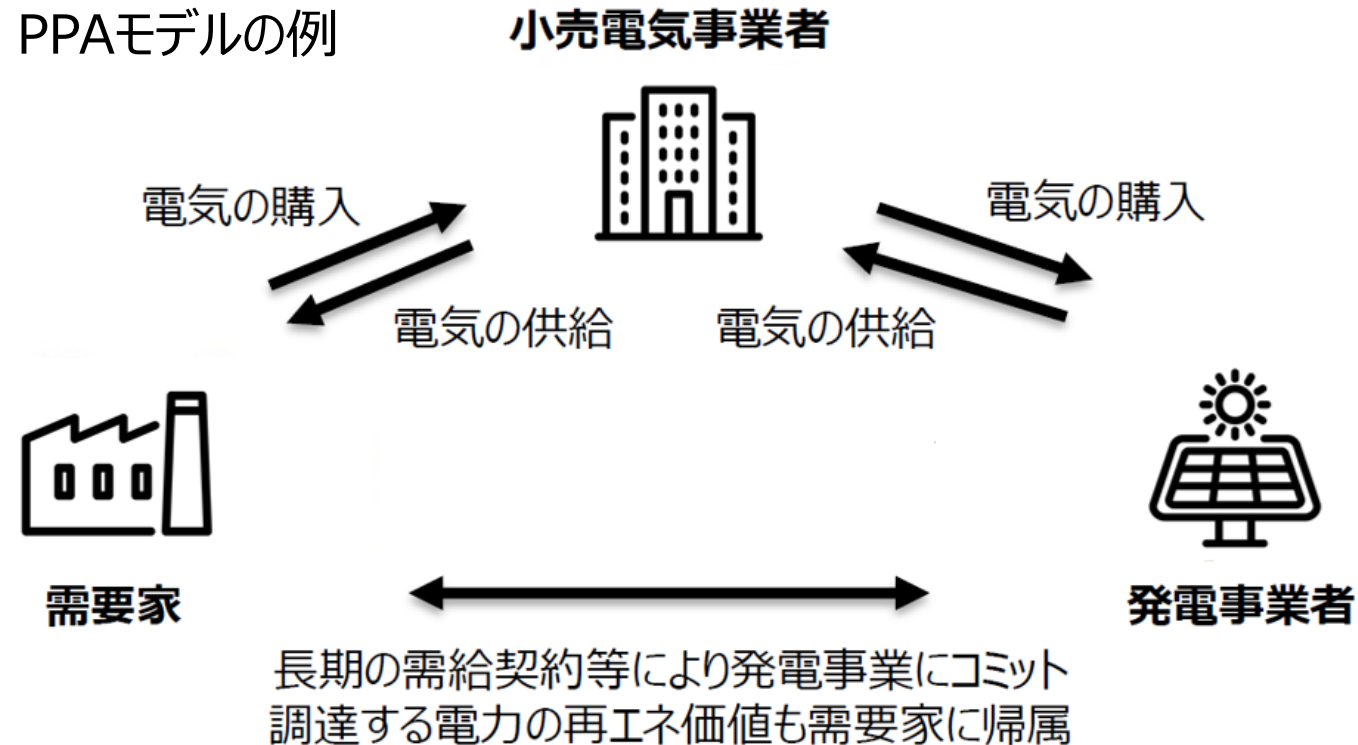 PPAモデルの例
小売電気事業者
電気の購入
電気の購入
電気の供給
電気の供給
需要家
発電事業者
長期の需給契約等により発電事業にコミット
調達する電力の再エネ価値も需要家に帰属